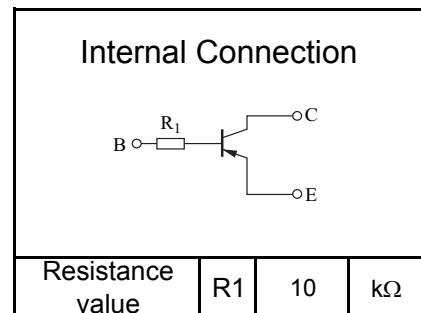 Internal Connection
C
R1
B
E
Resistance value R1 10 kΩ